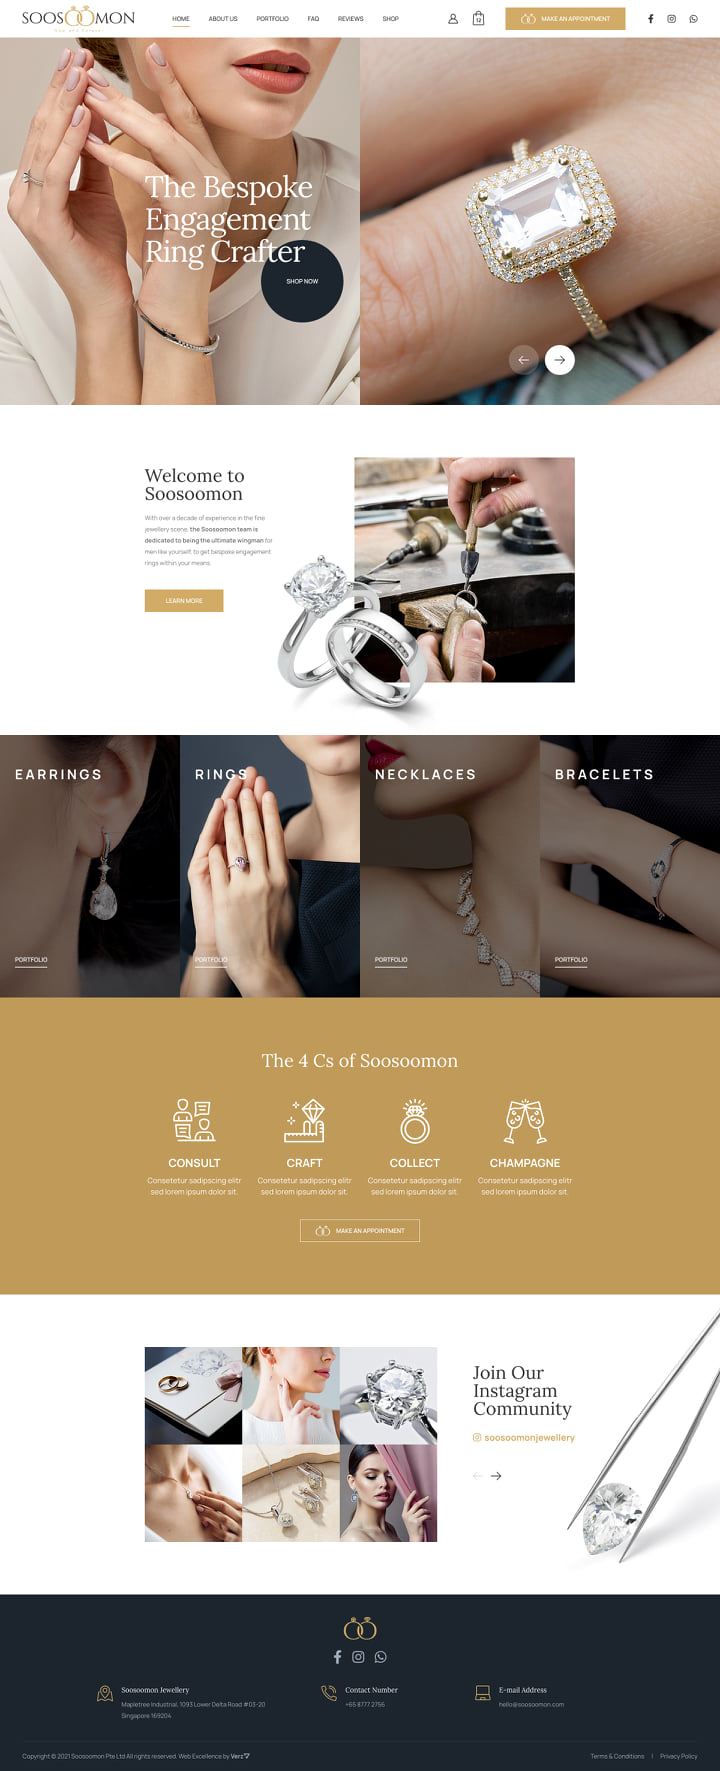 SOOSOOMON
HOME
ABOUT US
PORTFOLIO
FAQ
REVIEWS
SHOP
12
MAKE AN APPOINTMENT
The Bespoke
Engagement
Ring Crafter
SHOP NOW
Welcome to
Soosoomon
With over a decade of experience in the fine
jewellery scene, the Soosoomon team is
dedicated to being the ultimate wingman for
men like yourself, to get bespoke engagement
rings within your means.
LEARN MORE
EARRINGS
RINGS
NECKLACES
BRACELETS
PORTFOLIO
PORTFOLIO
PORTFOLIO
PORTFOLIO
The 4 Cs of Soosoomon
CONSULT
Consetetur sadipscing elitr
sed lorem ipsum dolor sit.
CRAFT
Consetetur sadipscing elitr
sed lorem ipsum dolor sit.
COLLECT
Consetetur sadipscing elitr
sed lorem ipsum dolor sit.
CHAMPAGNE
Consetetur sadipscing elitr
sed lorem ipsum dolor sit.
MAKE AN APPOINTMENT
Join Our
Instagram
Community
soosoomonjewellery
Soosoomon Jewellery
Mapletree Industrial, 1093 Lower Delta Road #03-20
Singapore 169204
Contact Number
+65 8777 2756
E-mail Address
hello@soosoomon.com
Copyright © 2021 Soosoomon Pte Ltd All rights reserved. Web Excellence by Verz
Terms & Conditions | Privacy Policy